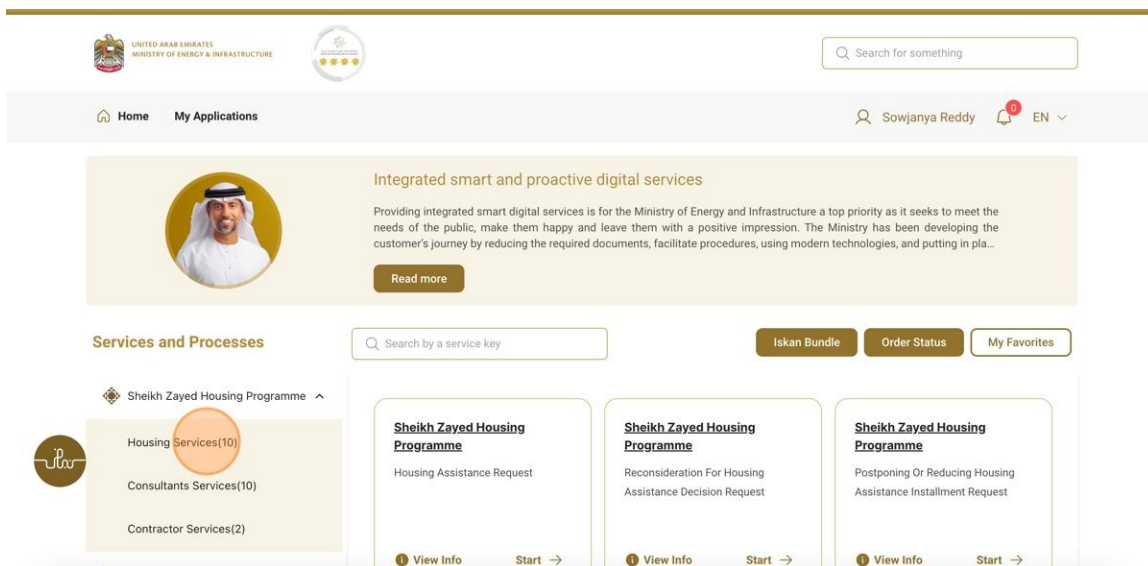 UNITED ARAB EMIRATES
MINISTRY OF ENERGY & INFRASTRUCTURE
Search for something
Home
My Applications
Sowjanya Reddy
0
EN
Integrated smart and proactive digital services
Providing integrated smart digital services is for the Ministry of Energy and Infrastructure a top priority as it seeks to meet the
needs of the public, make them happy and leave them with a positive impression. The Ministry has been developing the
customer's journey by reducing the required documents, facilitate procedures, using modern technologies, and putting in pla...
Read more
Services and Processes
Search by a service key
Iskan Bundle
Order Status
My Favorites
Sheikh Zayed Housing Programme
Housing Services(10)
Consultants Services(10)
Contractor Services(2)
Sheikh Zayed Housing
Programme
Housing Assistance Request
View Info
Start →
Sheikh Zayed Housing
Programme
Reconsideration For Housing
Assistance Decision Request
View Info
Start →
Sheikh Zayed Housing
Programme
Postponing Or Reducing Housing
Assistance Installment Request
View Info
Start →